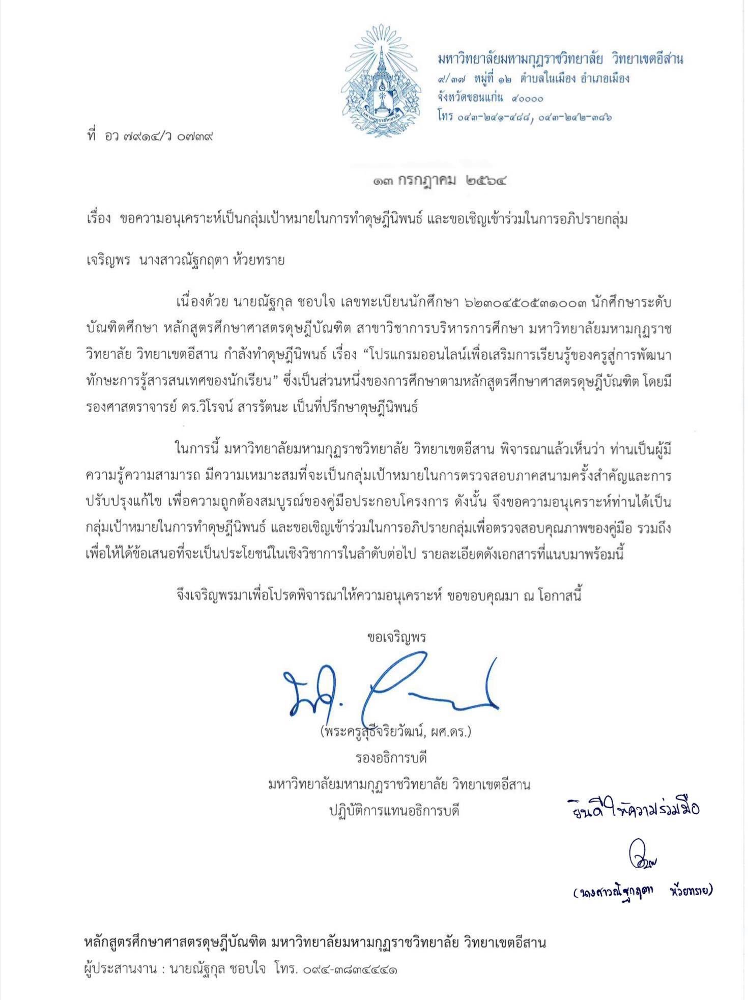 มหาวิทยาลัยมหามกุฏราชวิทยาลัย วิทยาเขตอีสาน
๙/๓๗ หมู่ที่ ๑๒ ตำบลในเมือง อำเภอเมือง
จังหวัดขอนแก่น ๔๐๐๐๐
โทร ๐๔๓-๒๔๑-๔๘๘, ๐๔๓-๒๔๒-๓๘๖
มหามกุฏราชวิทยาลัย
ที่ อว ๗๙๑๔/ว ๐๗๓๙
๑๓ กรกฎาคม ๒๕๖๔
เรื่อง ขอความอนุเคราะห์เป็นกลุ่มเป้าหมายในการทำดุษฎีนิพนธ์ และขอเชิญเข้าร่วมในการอภิปรายกลุ่ม
เจริญพร นางสาวณัฐกฤตา ห้วยทราย
เนื่องด้วย นายณัฐกุล ชอบใจ เลขทะเบียนนักศึกษา ๖๒๓๐๔๕๐๕๓๑๐๐๓ นักศึกษาระดับ
บัณฑิตศึกษา หลักสูตรศึกษาศาสตรดุษฎีบัณฑิต สาขาวิชาการบริหารการศึกษา มหาวิทยาลัยมหามกุฏราช
วิทยาลัย วิทยาเขตอีสาน กำลังทำดุษฎีนิพนธ์ เรื่อง “โปรแกรมออนไลน์เพื่อเสริมการเรียนรู้ของครูสู่การพัฒนา
ทักษะการรู้สารสนเทศของนักเรียน” ซึ่งเป็นส่วนหนึ่งของการศึกษาตามหลักสูตรศึกษาศาสตรดุษฎีบัณฑิต โดยมี
รองศาสตราจารย์ ดร.วิโรจน์ สารรัตนะ เป็นที่ปรึกษาดุษฎีนิพนธ์
ในการนี้ มหาวิทยาลัยมหามกุฏราชวิทยาลัย วิทยาเขตอีสาน พิจารณาแล้วเห็นว่า ท่านเป็นผู้มี
ความรู้ความสามารถ มีความเหมาะสมที่จะเป็นกลุ่มเป้าหมายในการตรวจสอบภาคสนามครั้งสำคัญและการ
ปรับปรุงแก้ไข เพื่อความถูกต้องสมบูรณ์ของคู่มือประกอบโครงการ ดังนั้น จึงขอความอนุเคราะห์ท่านได้เป็น
กลุ่มเป้าหมายในการทำดุษฎีนิพนธ์ และขอเชิญเข้าร่วมในการอภิปรายกลุ่มเพื่อตรวจสอบคุณภาพของคู่มือ รวมถึง
เพื่อให้ได้ข้อเสนอที่จะเป็นประโยชน์ในเชิงวิชาการในลำดับต่อไป รายละเอียดดังเอกสารที่แนบมาพร้อมนี้
จึงเจริญพรมาเพื่อโปรดพิจารณาให้ความอนุเคราะห์ ขอขอบคุณมา ณ โอกาสนี้
ขอเจริญพร
(พระครูสุธีจริยวัฒน์, ผศ.ดร.)
รองอธิการบดี
มหาวิทยาลัยมหามกุฏราชวิทยาลัย วิทยาเขตอีสาน
ปฏิบัติการแทนอธิการบดี
ยินดีให้ความร่วมมือ
(นางสาวณัฐกฤตา ห้วยทราย)
หลักสูตรศึกษาศาสตรดุษฎีบัณฑิต มหาวิทยาลัยมหามกุฏราชวิทยาลัย วิทยาเขตอีสาน
ผู้ประสานงาน : นายณัฐกุล ชอบใจ โทร. ๐๙๔-๓๘๓๔๔๔๑